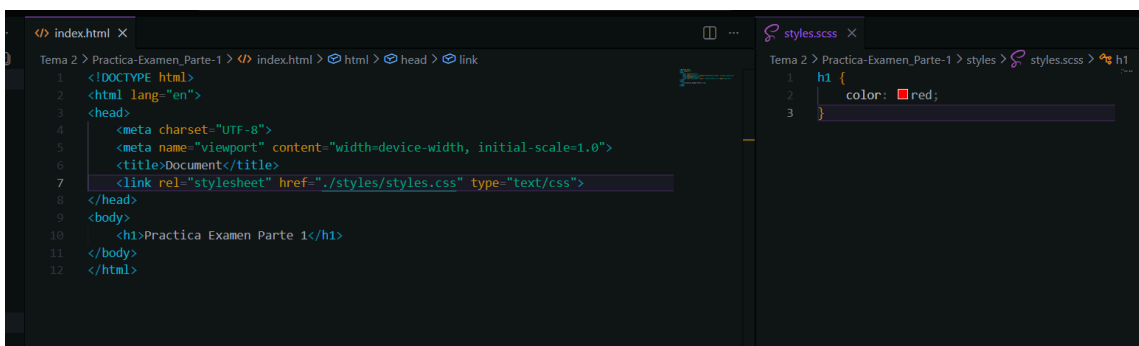 index.html
Tema 2 > Practica-Examen_Parte-1 > index.html > html > head > link
1 <!DOCTYPE html>
2 <html lang="en">
3 <head>
4 <meta charset="UTF-8">
5 <meta name="viewport" content="width=device-width, initial-scale=1.0">
6 <title>Document</title>
7 <link rel="stylesheet" href="./styles/styles.css" type="text/css">
8 </head>
9 <body>
10 <h1>Practica Examen Parte 1</h1>
11 </body>
12 </html>
styles.scss
Tema 2 > Practica-Examen_Parte-1 > styles > styles.scss > h1
1 h1 {
2 color: red;
3 }